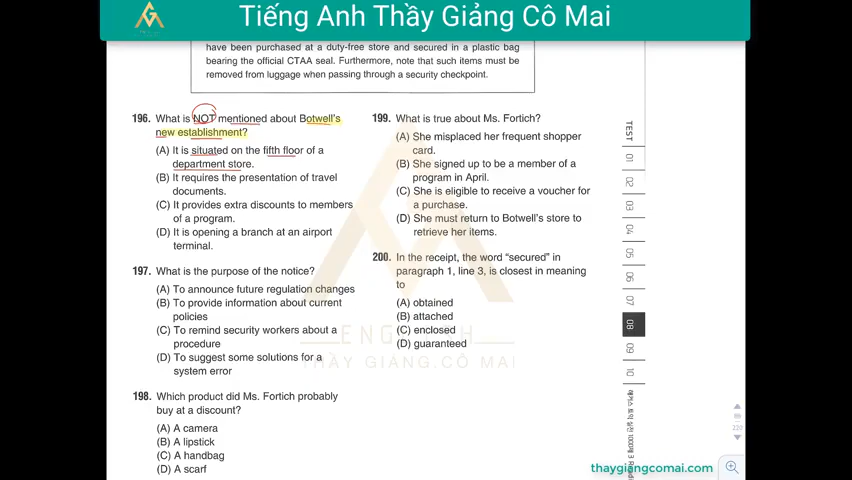 Tiếng Anh Thầy Giảng Cô Mai
have been purchased at a duty-free store and secured in a plastic bag
bearing the official CTAA seal. Furthermore, note that such items must be
removed from luggage when passing through a security checkpoint.
196. What is NOT mentioned about Botwell's
new establishment?
(A) It is situated on the fifth floor of a
department store.
(B) It requires the presentation of travel
documents.
(C) It provides extra discounts to members
of a program.
(D) It is opening a branch at an airport
terminal.
197. What is the purpose of the notice?
(A) To announce future regulation changes
(B) To provide information about current
policies
(C) To remind security workers about a
procedure
(D) To suggest some solutions for a
system error
198. Which product did Ms. Fortich probably
buy at a discount?
(A) A camera
(B) A lipstick
(C) A handbag
(D) A scarf
199. What is true about Ms. Fortich?
(A) She misplaced her frequent shopper
card.
(B) She signed up to be a member of a
program in April.
(C) She is eligible to receive a voucher for
a purchase.
(D) She must return to Botwell's store to
retrieve her items.
200. In the receipt, the word "secured" in
paragraph 1, line 3, is closest in meaning
to
(A) obtained
(B) attached
(C) enclosed
(D) guaranteed
TEST
01
02
03
04
05
06
07
08
09
10
THẦY GIẢNG.CÔ MAI
thaygiangcomai.com